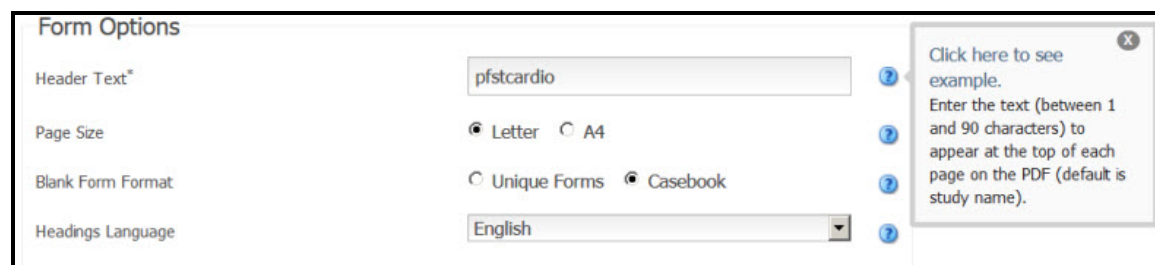 Form Options
Header Text* pfstcardio
Page Size Letter A4
Blank Form Format Unique Forms Casebook
Headings Language English
X
Click here to see
example.
Enter the text (between 1
and 90 characters) to
appear at the top of each
page on the PDF (default is
study name).